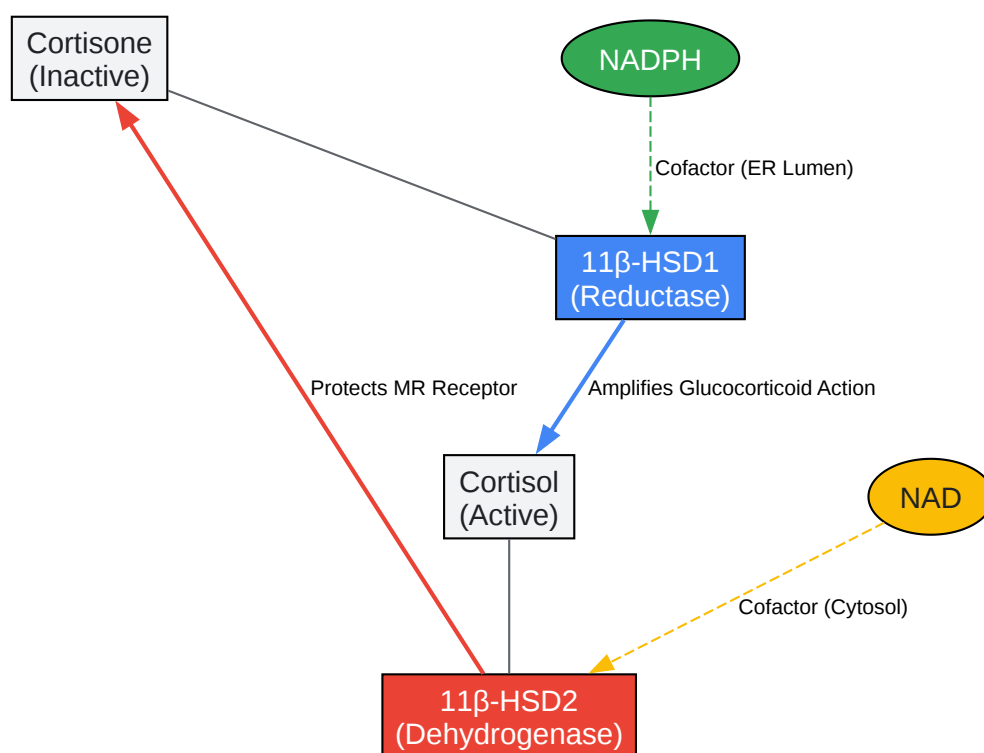 Cortisone
(Inactive)
NADPH
Cofactor (ER Lumen)
11β-HSD1
(Reductase)
Protects MR Receptor
Amplifies Glucocorticoid Action
Cortisol
(Active)
NAD
Cofactor (Cytosol)
11β-HSD2
(Dehydrogenase)